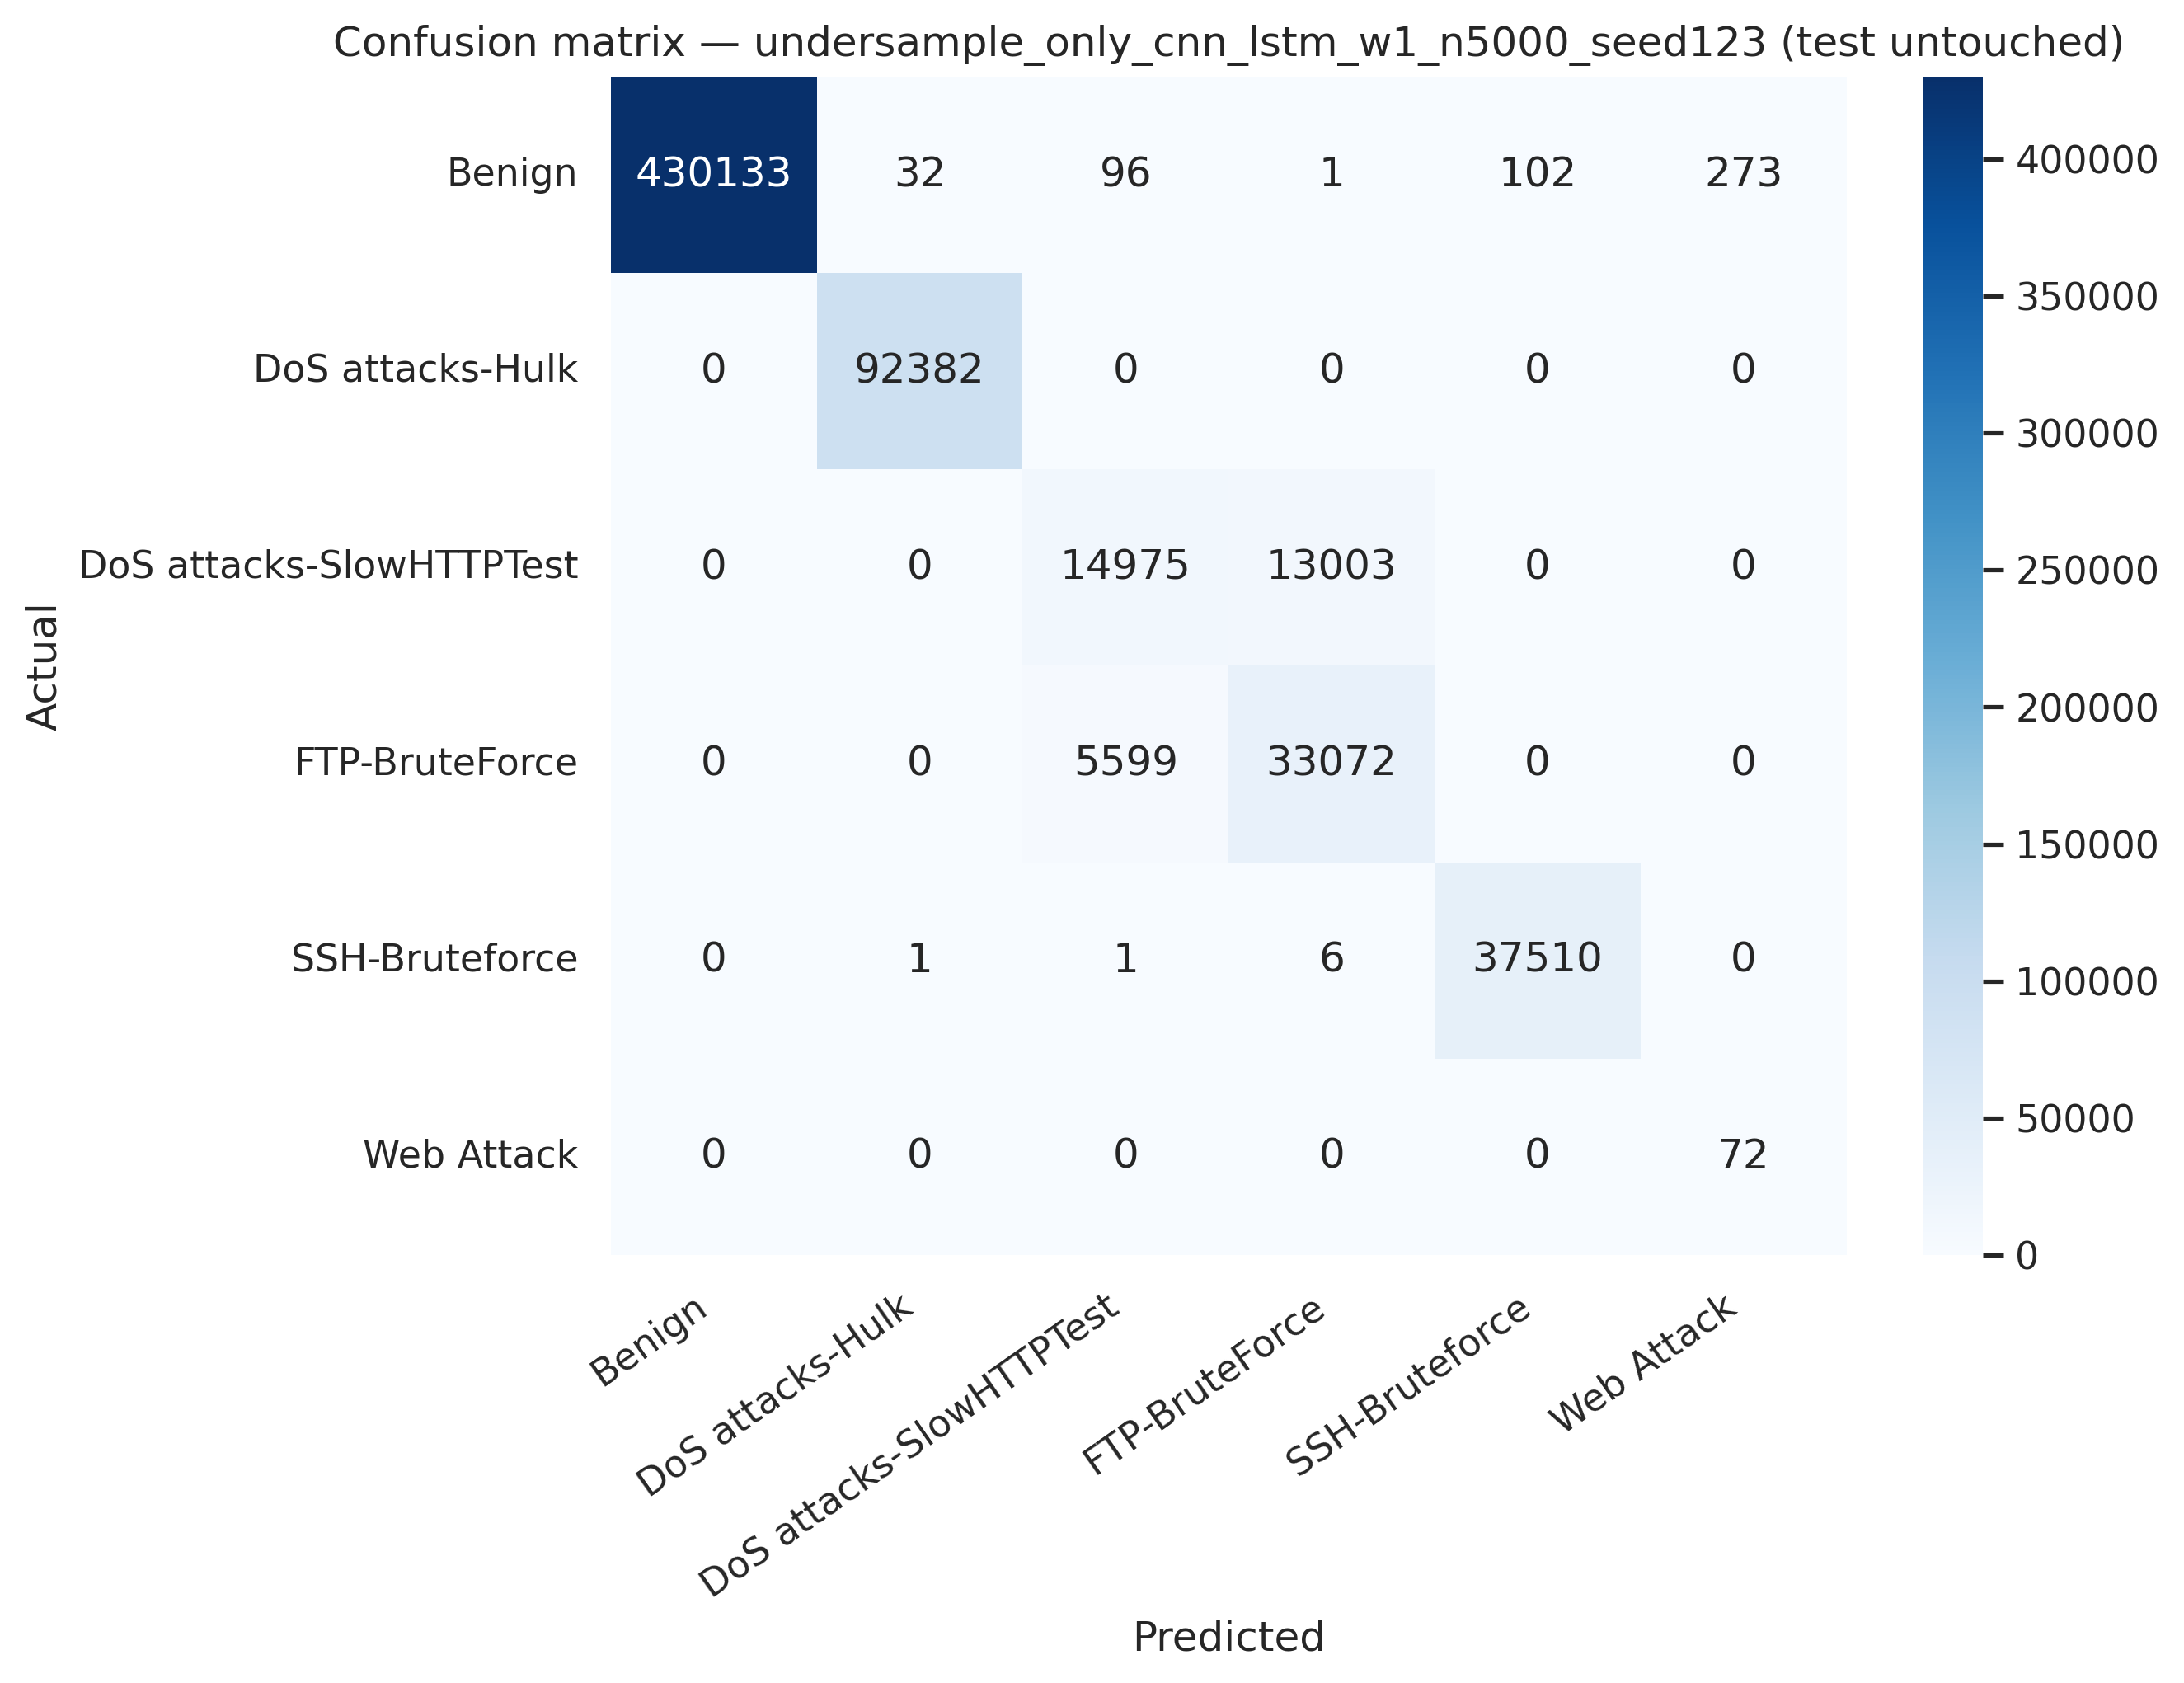 Confusion matrix — undersample_only_cnn_lstm_w1_n5000_seed123 (test untouched)
Actual
Benign 430133 32 96 1 102 273
DoS attacks-Hulk 0 92382 0 0 0 0
DoS attacks-SlowHTTPTest 0 0 14975 13003 0 0
FTP-BruteForce 0 0 5599 33072 0 0
SSH-Bruteforce 0 1 1 6 37510 0
Web Attack 0 0 0 0 0 72
Benign
DoS attacks-Hulk
DoS attacks-SlowHTTPTest
FTP-BruteForce
SSH-Bruteforce
Web Attack
Predicted
400000
350000
300000
250000
200000
150000
100000
50000
0